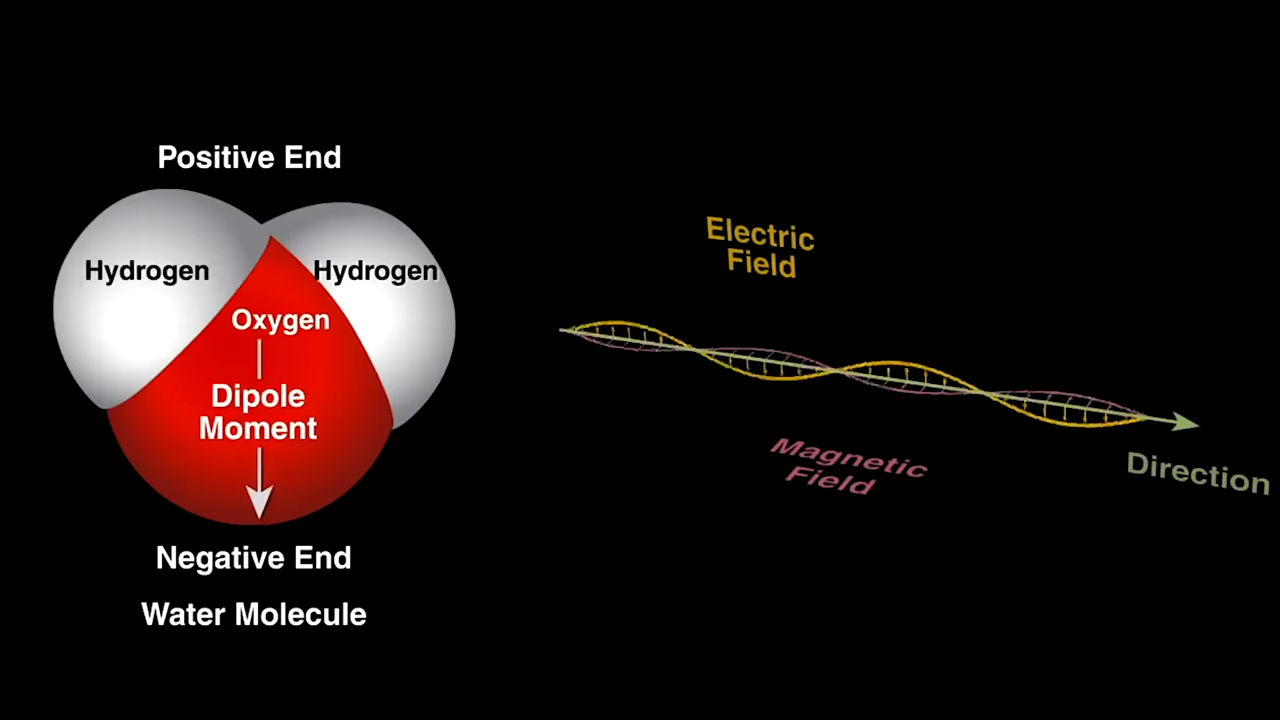 Positive End
Hydrogen
Hydrogen
Oxygen
Dipole
Moment
Negative End
Water Molecule
Electric
Field
Magnetic
Field
Direction